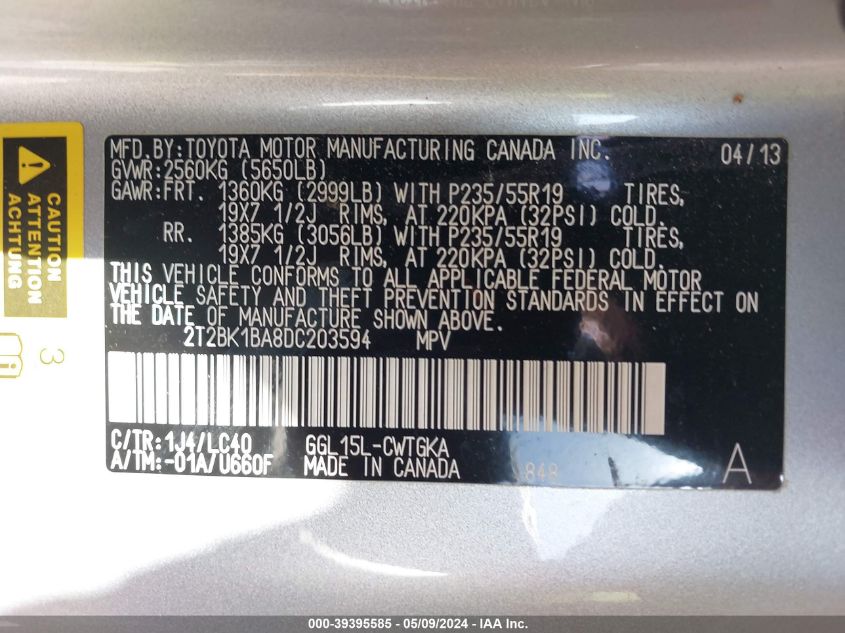 MFD.BY:TOYOTA MOTOR MANUFACTURING CANADA INC. 04/13
GVWR:2560KG (5650LB)
GAWR:FRT. 1360KG (2999LB) WITH P235/55R19 TIRES,
19X7 1/2J RIMS, AT 220KPA (32PSI) COLD.
RR. 1385KG (3056LB) WITH P235/55R19 TIRES,
19X7 1/2J RIMS, AT 220KPA (32PSI) COLD.
THIS VEHICLE CONFORMS TO ALL APPLICABLE FEDERAL MOTOR
VEHICLE SAFETY AND THEFT PREVENTION STANDARDS IN EFFECT ON
THE DATE OF MANUFACTURE SHOWN ABOVE.
2T2BK1BA8DC203594 MPV
C/TR:1J4/LC40 GGL15L-CWTGKA
A/TM:-01A/U660F MADE IN CANADA 848 A
CAUTION
ACHTUNG
3
000-39395585 - 05/09/2024 - IAA Inc.